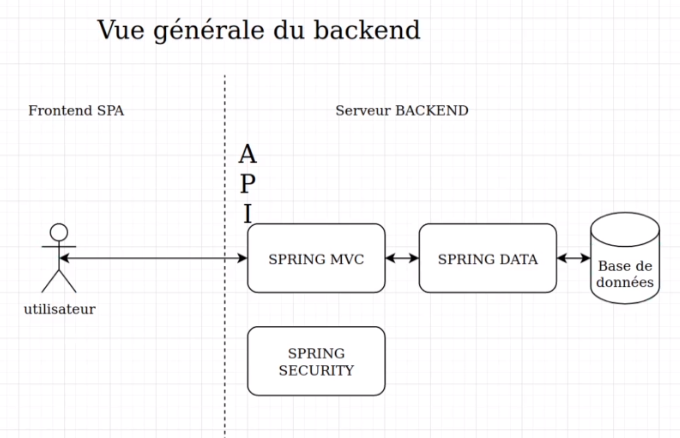 Vue générale du backend
Frontend SPA
Serveur BACKEND
A
P
I
SPRING MVC
SPRING DATA
Base de
données
utilisateur
SPRING
SECURITY